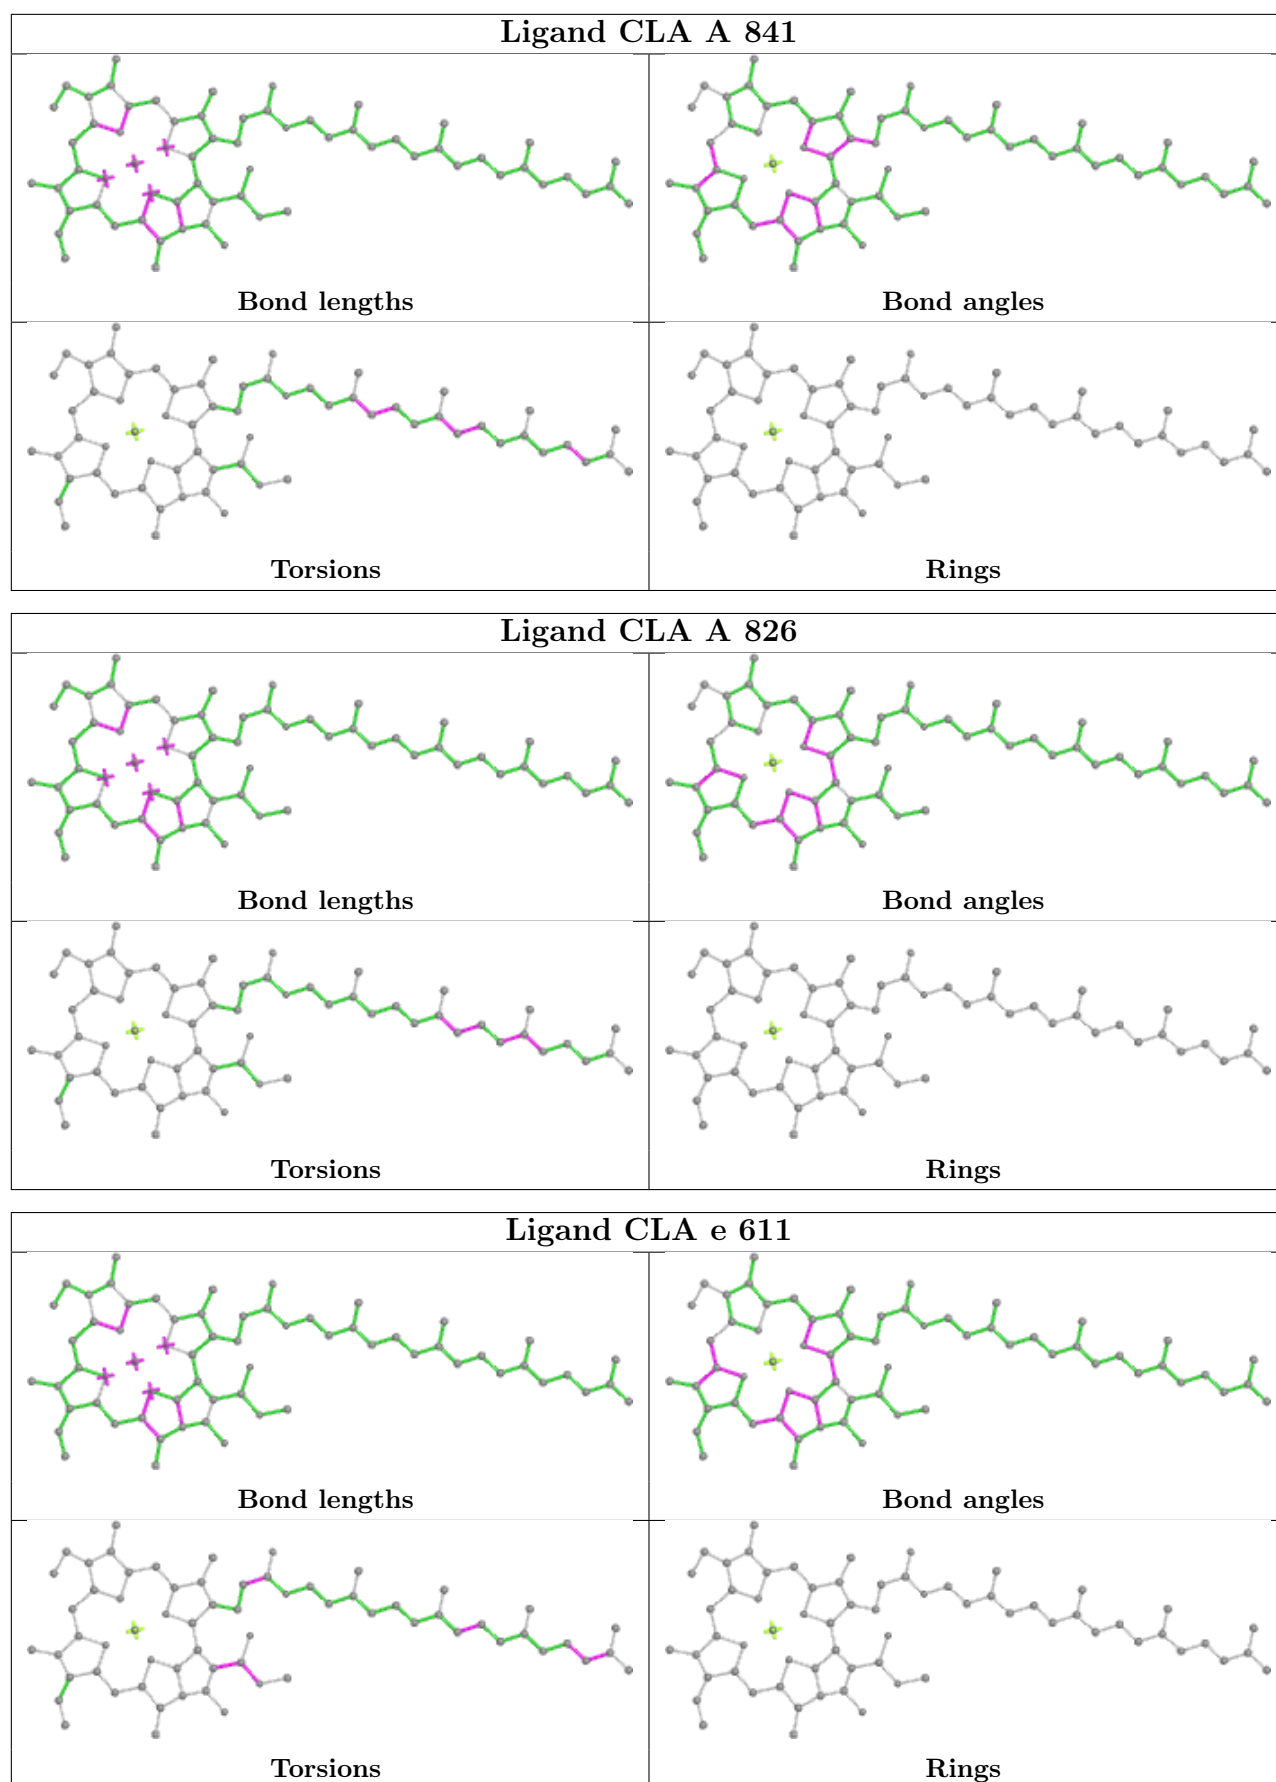 Ligand CLA A 841
Bond lengths
Bond angles
Torsions
Rings
Ligand CLA A 826
Bond lengths
Bond angles
Torsions
Rings
Ligand CLA e 611
Bond lengths
Bond angles
Torsions
Rings